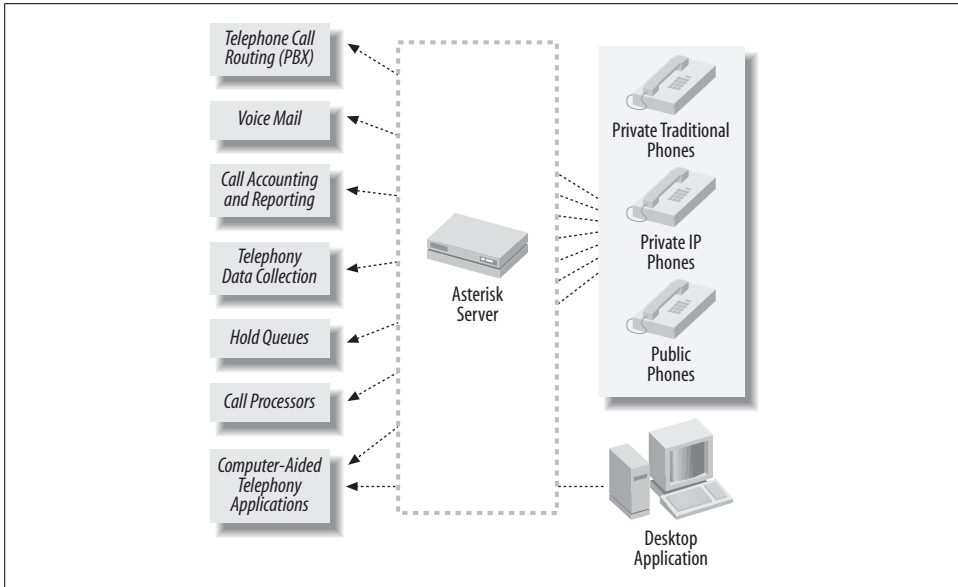 Telephone Call
Routing (PBX)
Voice Mail
Call Accounting
and Reporting
Telephony
Data Collection
Hold Queues
Call Processors
Computer-Aided
Telephony
Applications
Asterisk
Server
Private Traditional
Phones
Private IP
Phones
Public
Phones
Desktop
Application